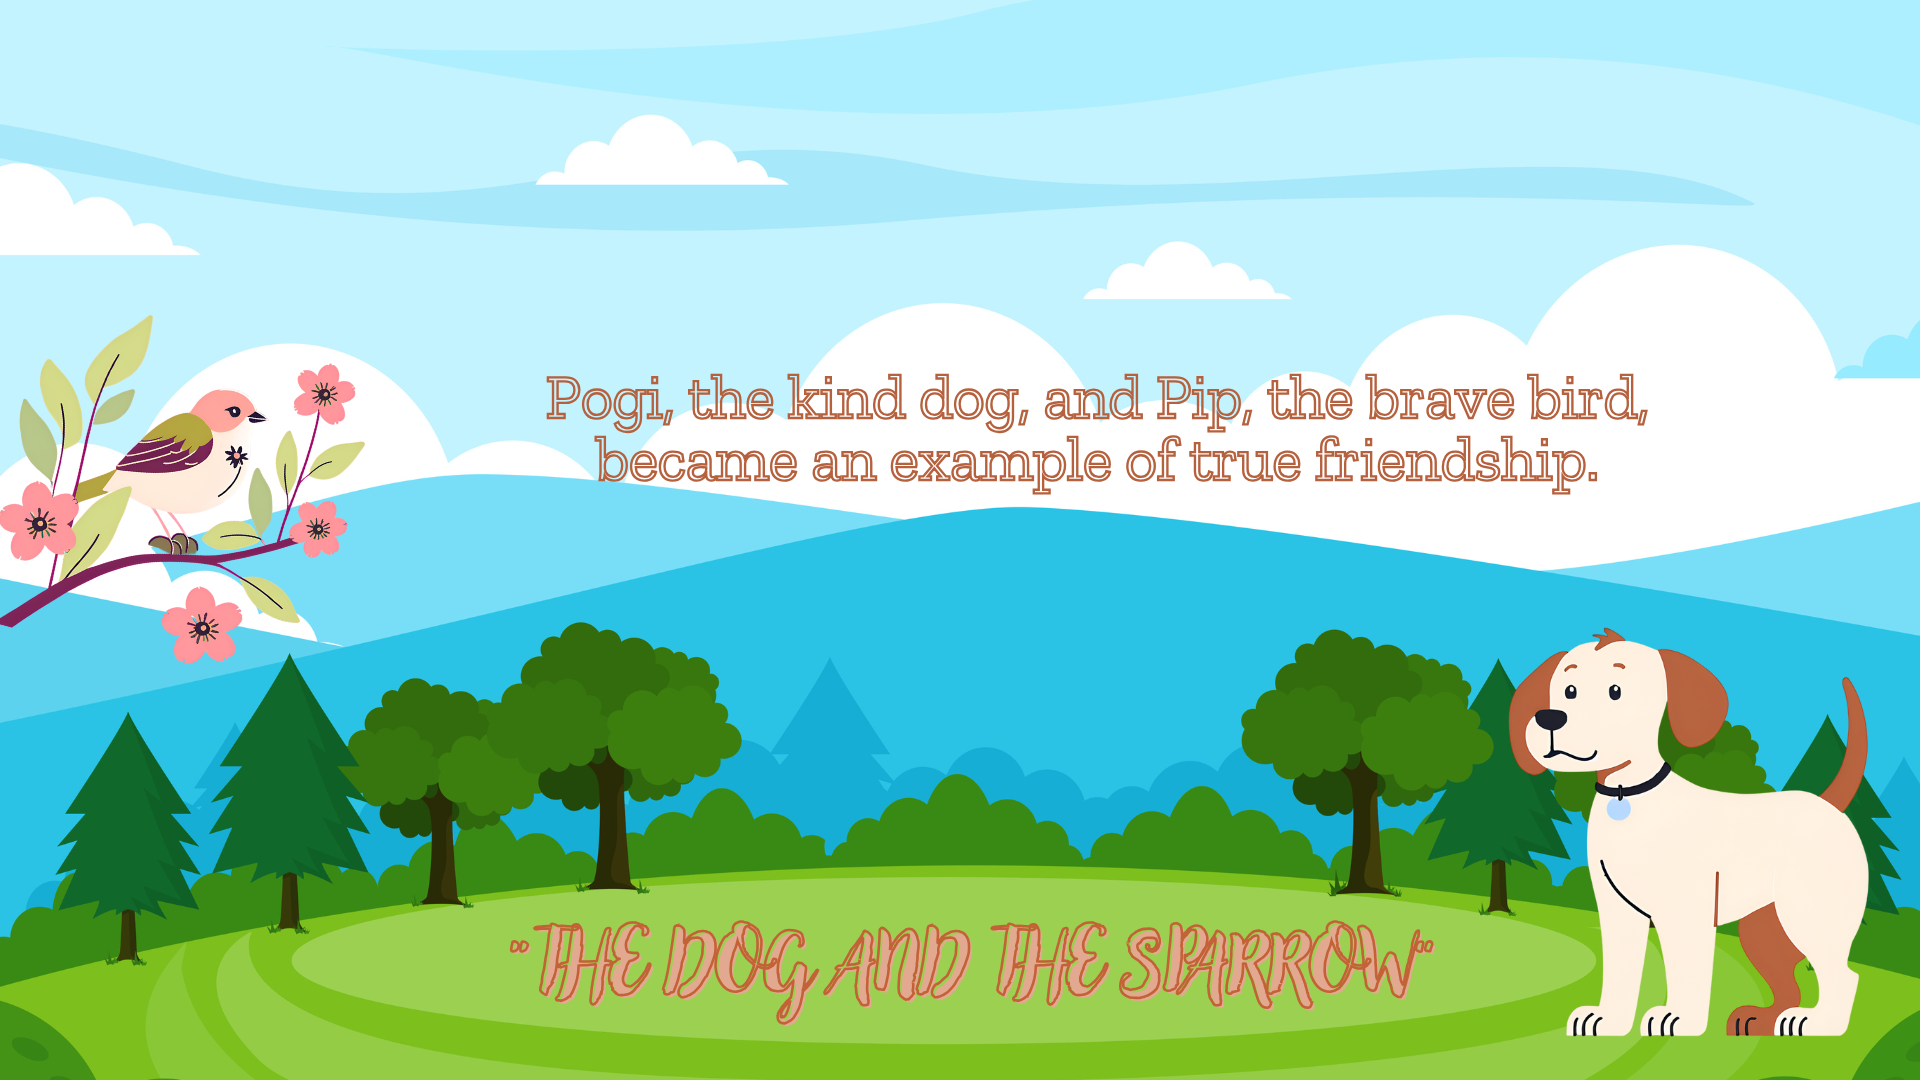 Pogi, the kind dog, and Pip, the brave bird,
became an example of true friendship.
"THE DOG AND THE SPARROW"